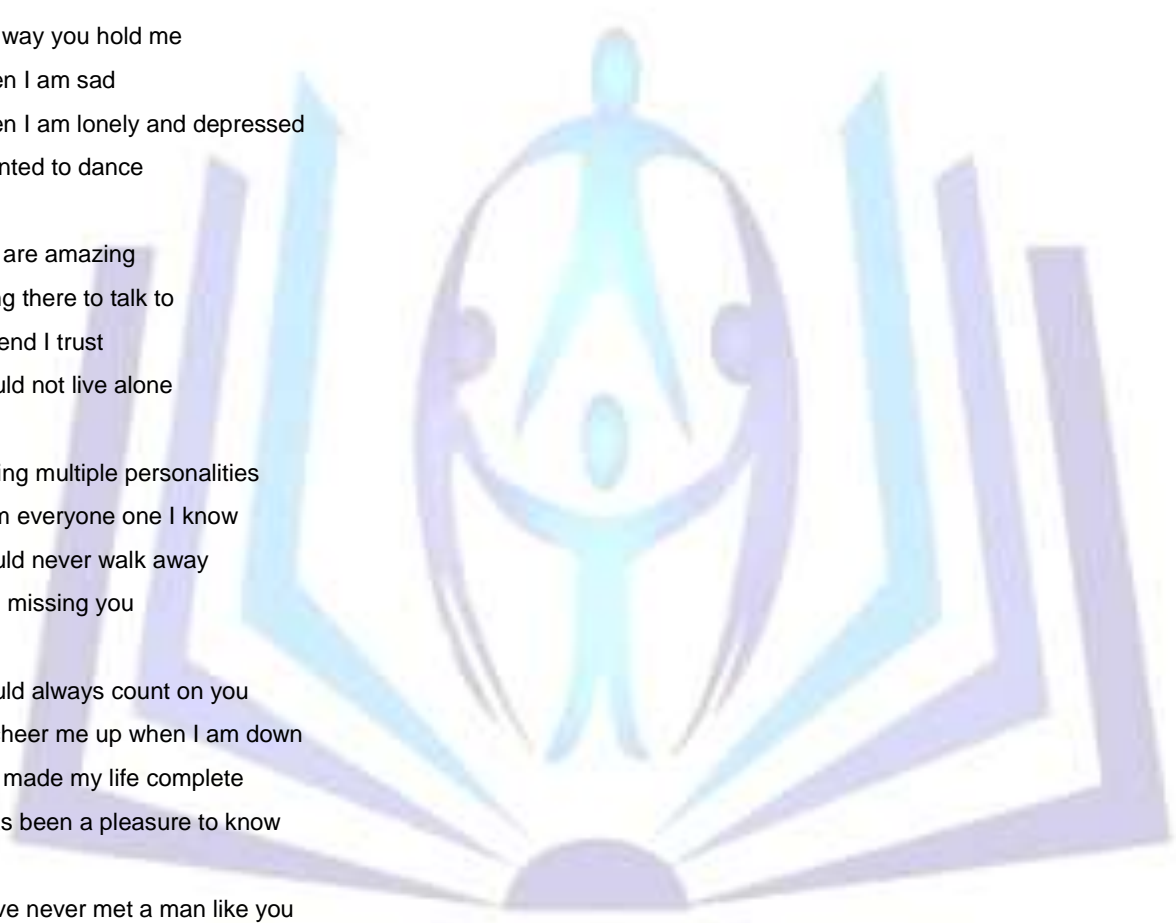 way you hold me
en I am sad
en I am lonely and depressed
nted to dance
are amazing
ng there to talk to
end I trust
uld not live alone
ing multiple personalities
m everyone one I know
uld never walk away
missing you
uld always count on you
heer me up when I am down
made my life complete
s been a pleasure to know
ve never met a man like you